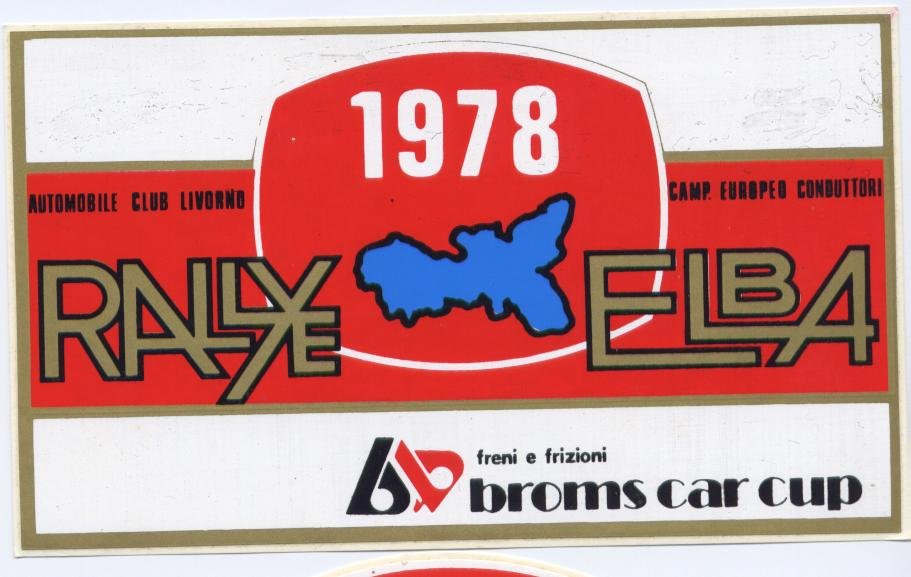 1978
AUTOMOBILE CLUB LIVORNO
CAMP. EUROPEO CONDUTTORI
RALLYE
ELBA
freni e frizioni
broms car cup